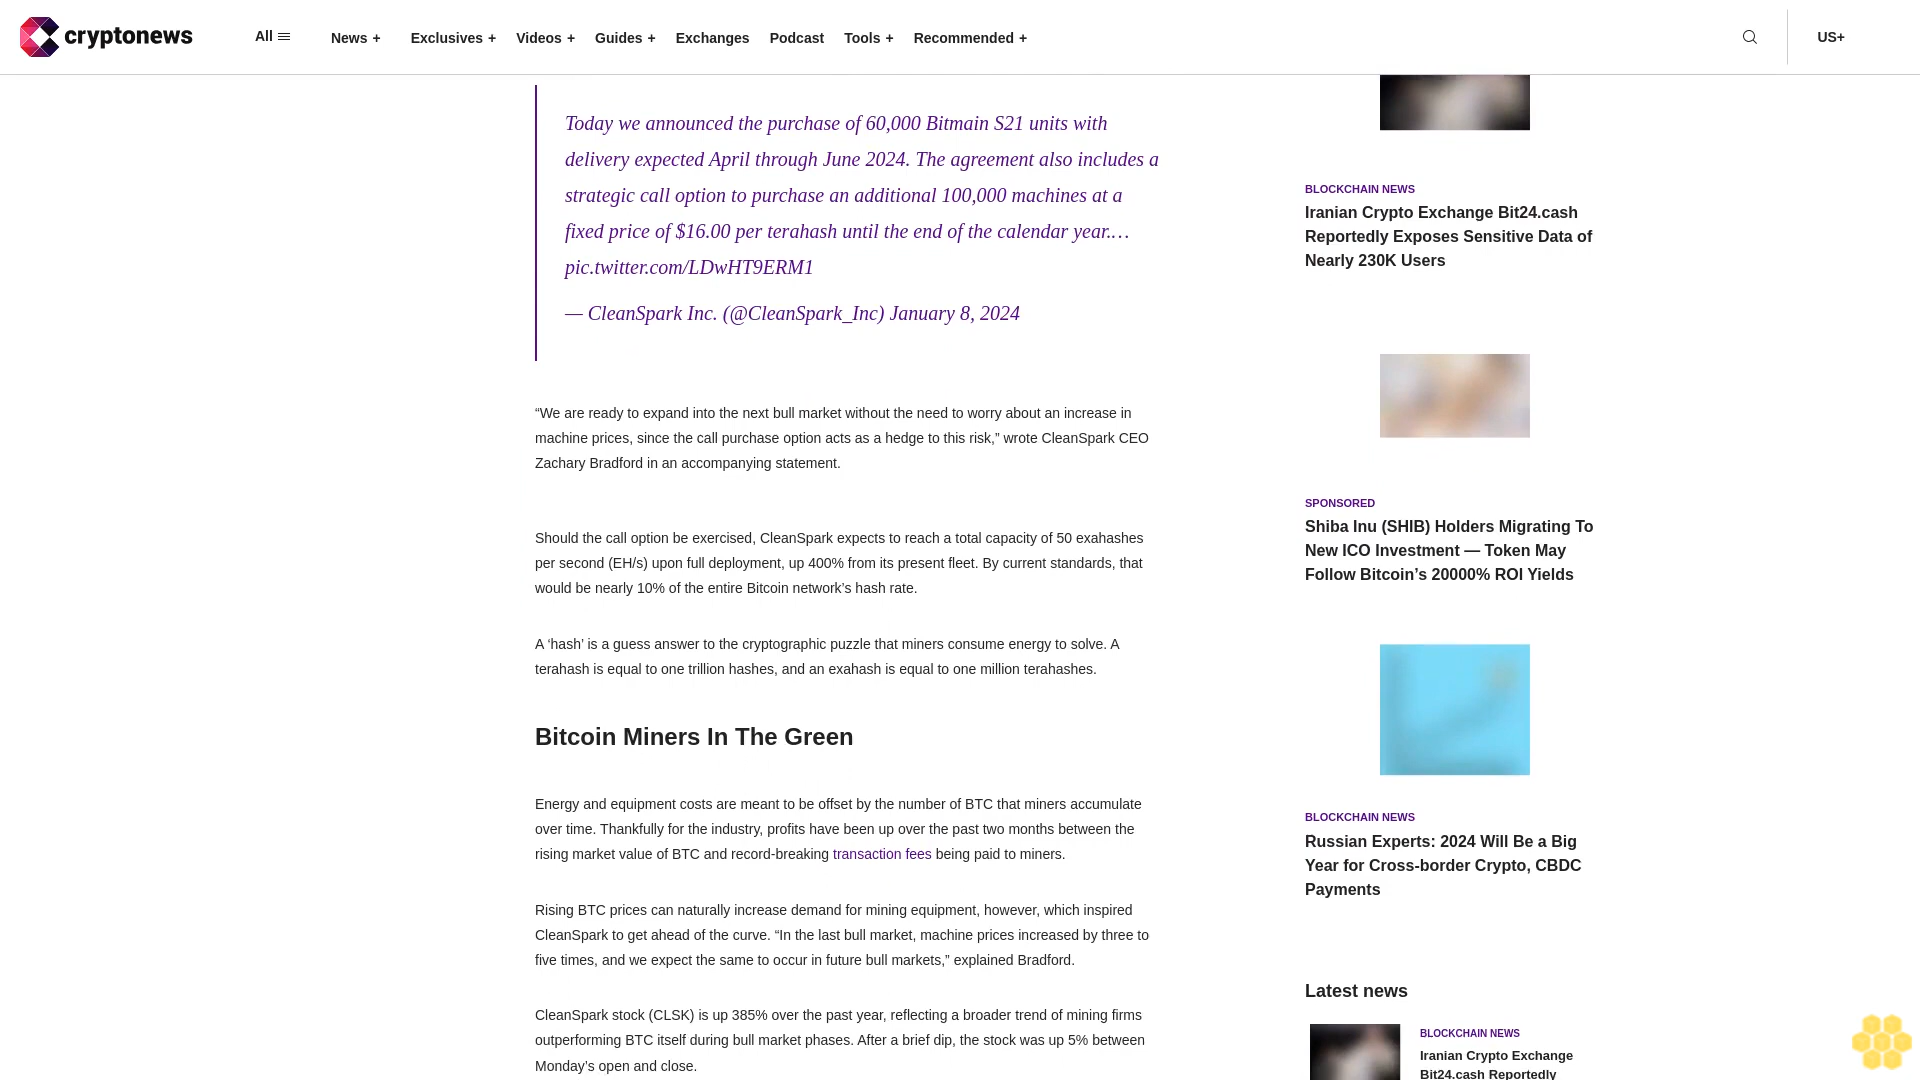 cryptonews
All
News +
Exclusives +
Videos +
Guides +
Exchanges
Podcast
Tools +
Recommended +
US+
Today we announced the purchase of 60,000 Bitmain S21 units with
delivery expected April through June 2024. The agreement also includes a
strategic call option to purchase an additional 100,000 machines at a
fixed price of $16.00 per terahash until the end of the calendar year.…
pic.twitter.com/LDwHT9ERM1
— CleanSpark Inc. (@CleanSpark_Inc) January 8, 2024
“We are ready to expand into the next bull market without the need to worry about an increase in
machine prices, since the call purchase option acts as a hedge to this risk,” wrote CleanSpark CEO
Zachary Bradford in an accompanying statement.
Should the call option be exercised, CleanSpark expects to reach a total capacity of 50 exahashes
per second (EH/s) upon full deployment, up 400% from its present fleet. By current standards, that
would be nearly 10% of the entire Bitcoin network’s hash rate.
A ‘hash’ is a guess answer to the cryptographic puzzle that miners consume energy to solve. A
terahash is equal to one trillion hashes, and an exahash is equal to one million terahashes.
Bitcoin Miners In The Green
Energy and equipment costs are meant to be offset by the number of BTC that miners accumulate
over time. Thankfully for the industry, profits have been up over the past two months between the
rising market value of BTC and record-breaking transaction fees being paid to miners.
Rising BTC prices can naturally increase demand for mining equipment, however, which inspired
CleanSpark to get ahead of the curve. “In the last bull market, machine prices increased by three to
five times, and we expect the same to occur in future bull markets,” explained Bradford.
CleanSpark stock (CLSK) is up 385% over the past year, reflecting a broader trend of mining firms
outperforming BTC itself during bull market phases. After a brief dip, the stock was up 5% between
Monday’s open and close.
BLOCKCHAIN NEWS
Iranian Crypto Exchange Bit24.cash
Reportedly Exposes Sensitive Data of
Nearly 230K Users
SPONSORED
Shiba Inu (SHIB) Holders Migrating To
New ICO Investment — Token May
Follow Bitcoin’s 20000% ROI Yields
BLOCKCHAIN NEWS
Russian Experts: 2024 Will Be a Big
Year for Cross-border Crypto, CBDC
Payments
Latest news
BLOCKCHAIN NEWS
Iranian Crypto Exchange
Bit24.cash Reportedly